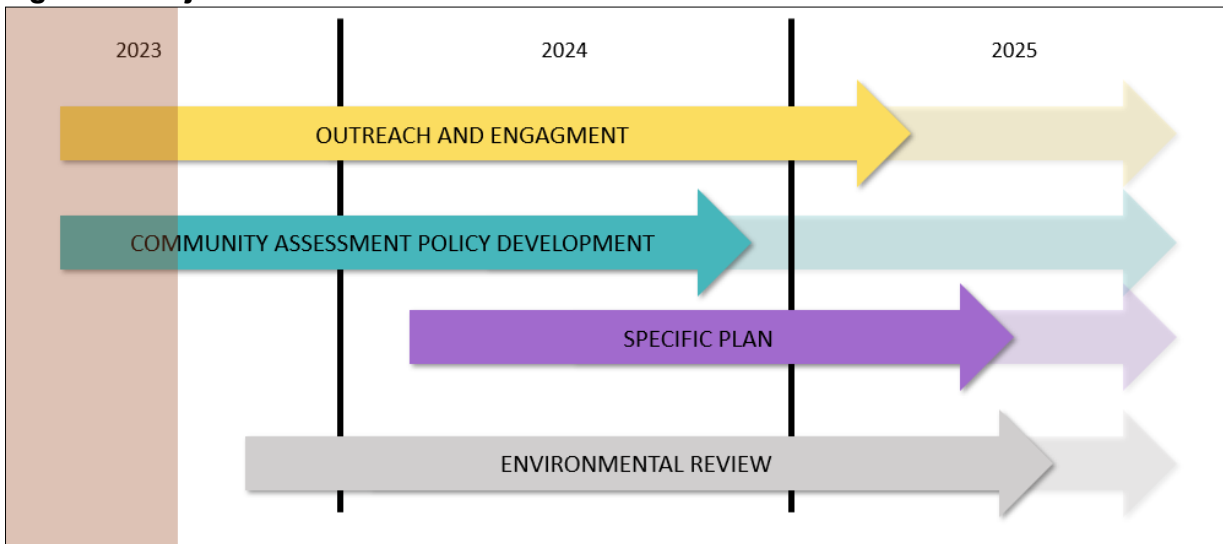 2023
2024
2025
OUTREACH AND ENGAGMENT
COMMUNITY ASSESSMENT POLICY DEVELOPMENT
SPECIFIC PLAN
ENVIRONMENTAL REVIEW